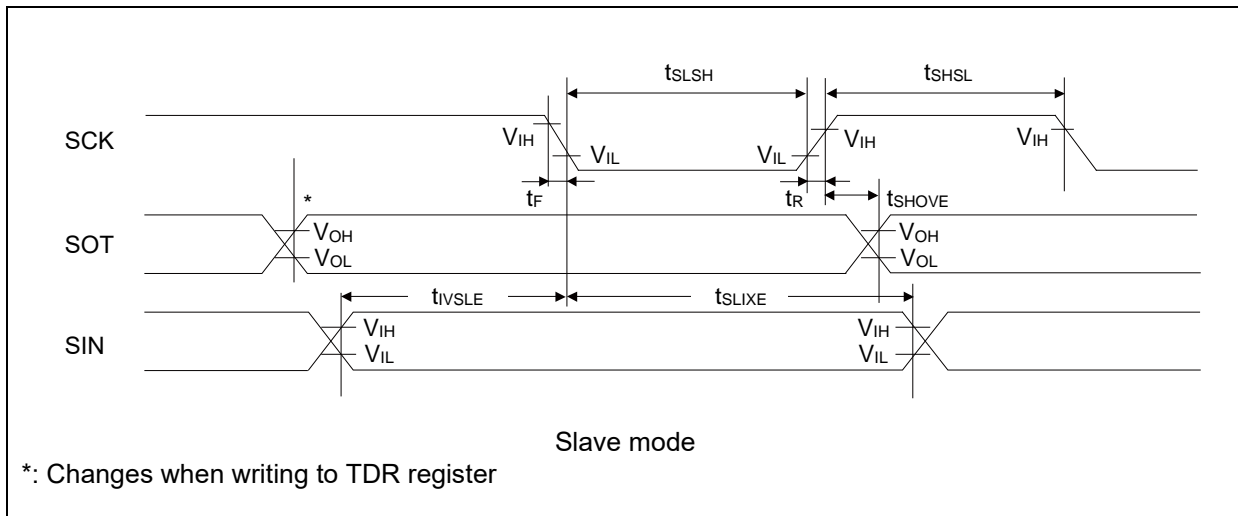 tSLSH tSHSL
SCK VIH VIL VIL VIH VIH
tF tR tSHOVE
SOT * VOH VOL VOH VOL
tIVSLE tSLIXE
SIN VIH VIL VIH VIL
Slave mode
*: Changes when writing to TDR register